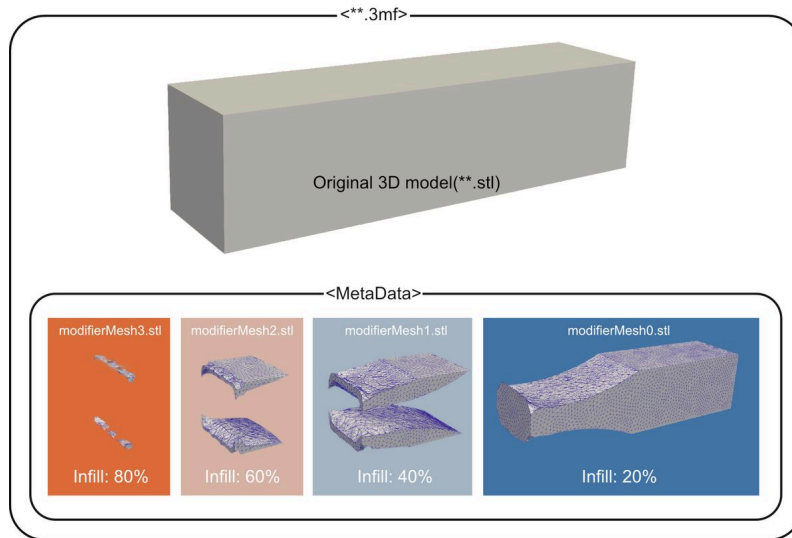 <**.3mf>
Original 3D model(**.stl)
<MetaData>
modifierMesh3.stl
modifierMesh2.stl
modifierMesh1.stl
modifierMesh0.stl
Infill: 80%
Infill: 60%
Infill: 40%
Infill: 20%